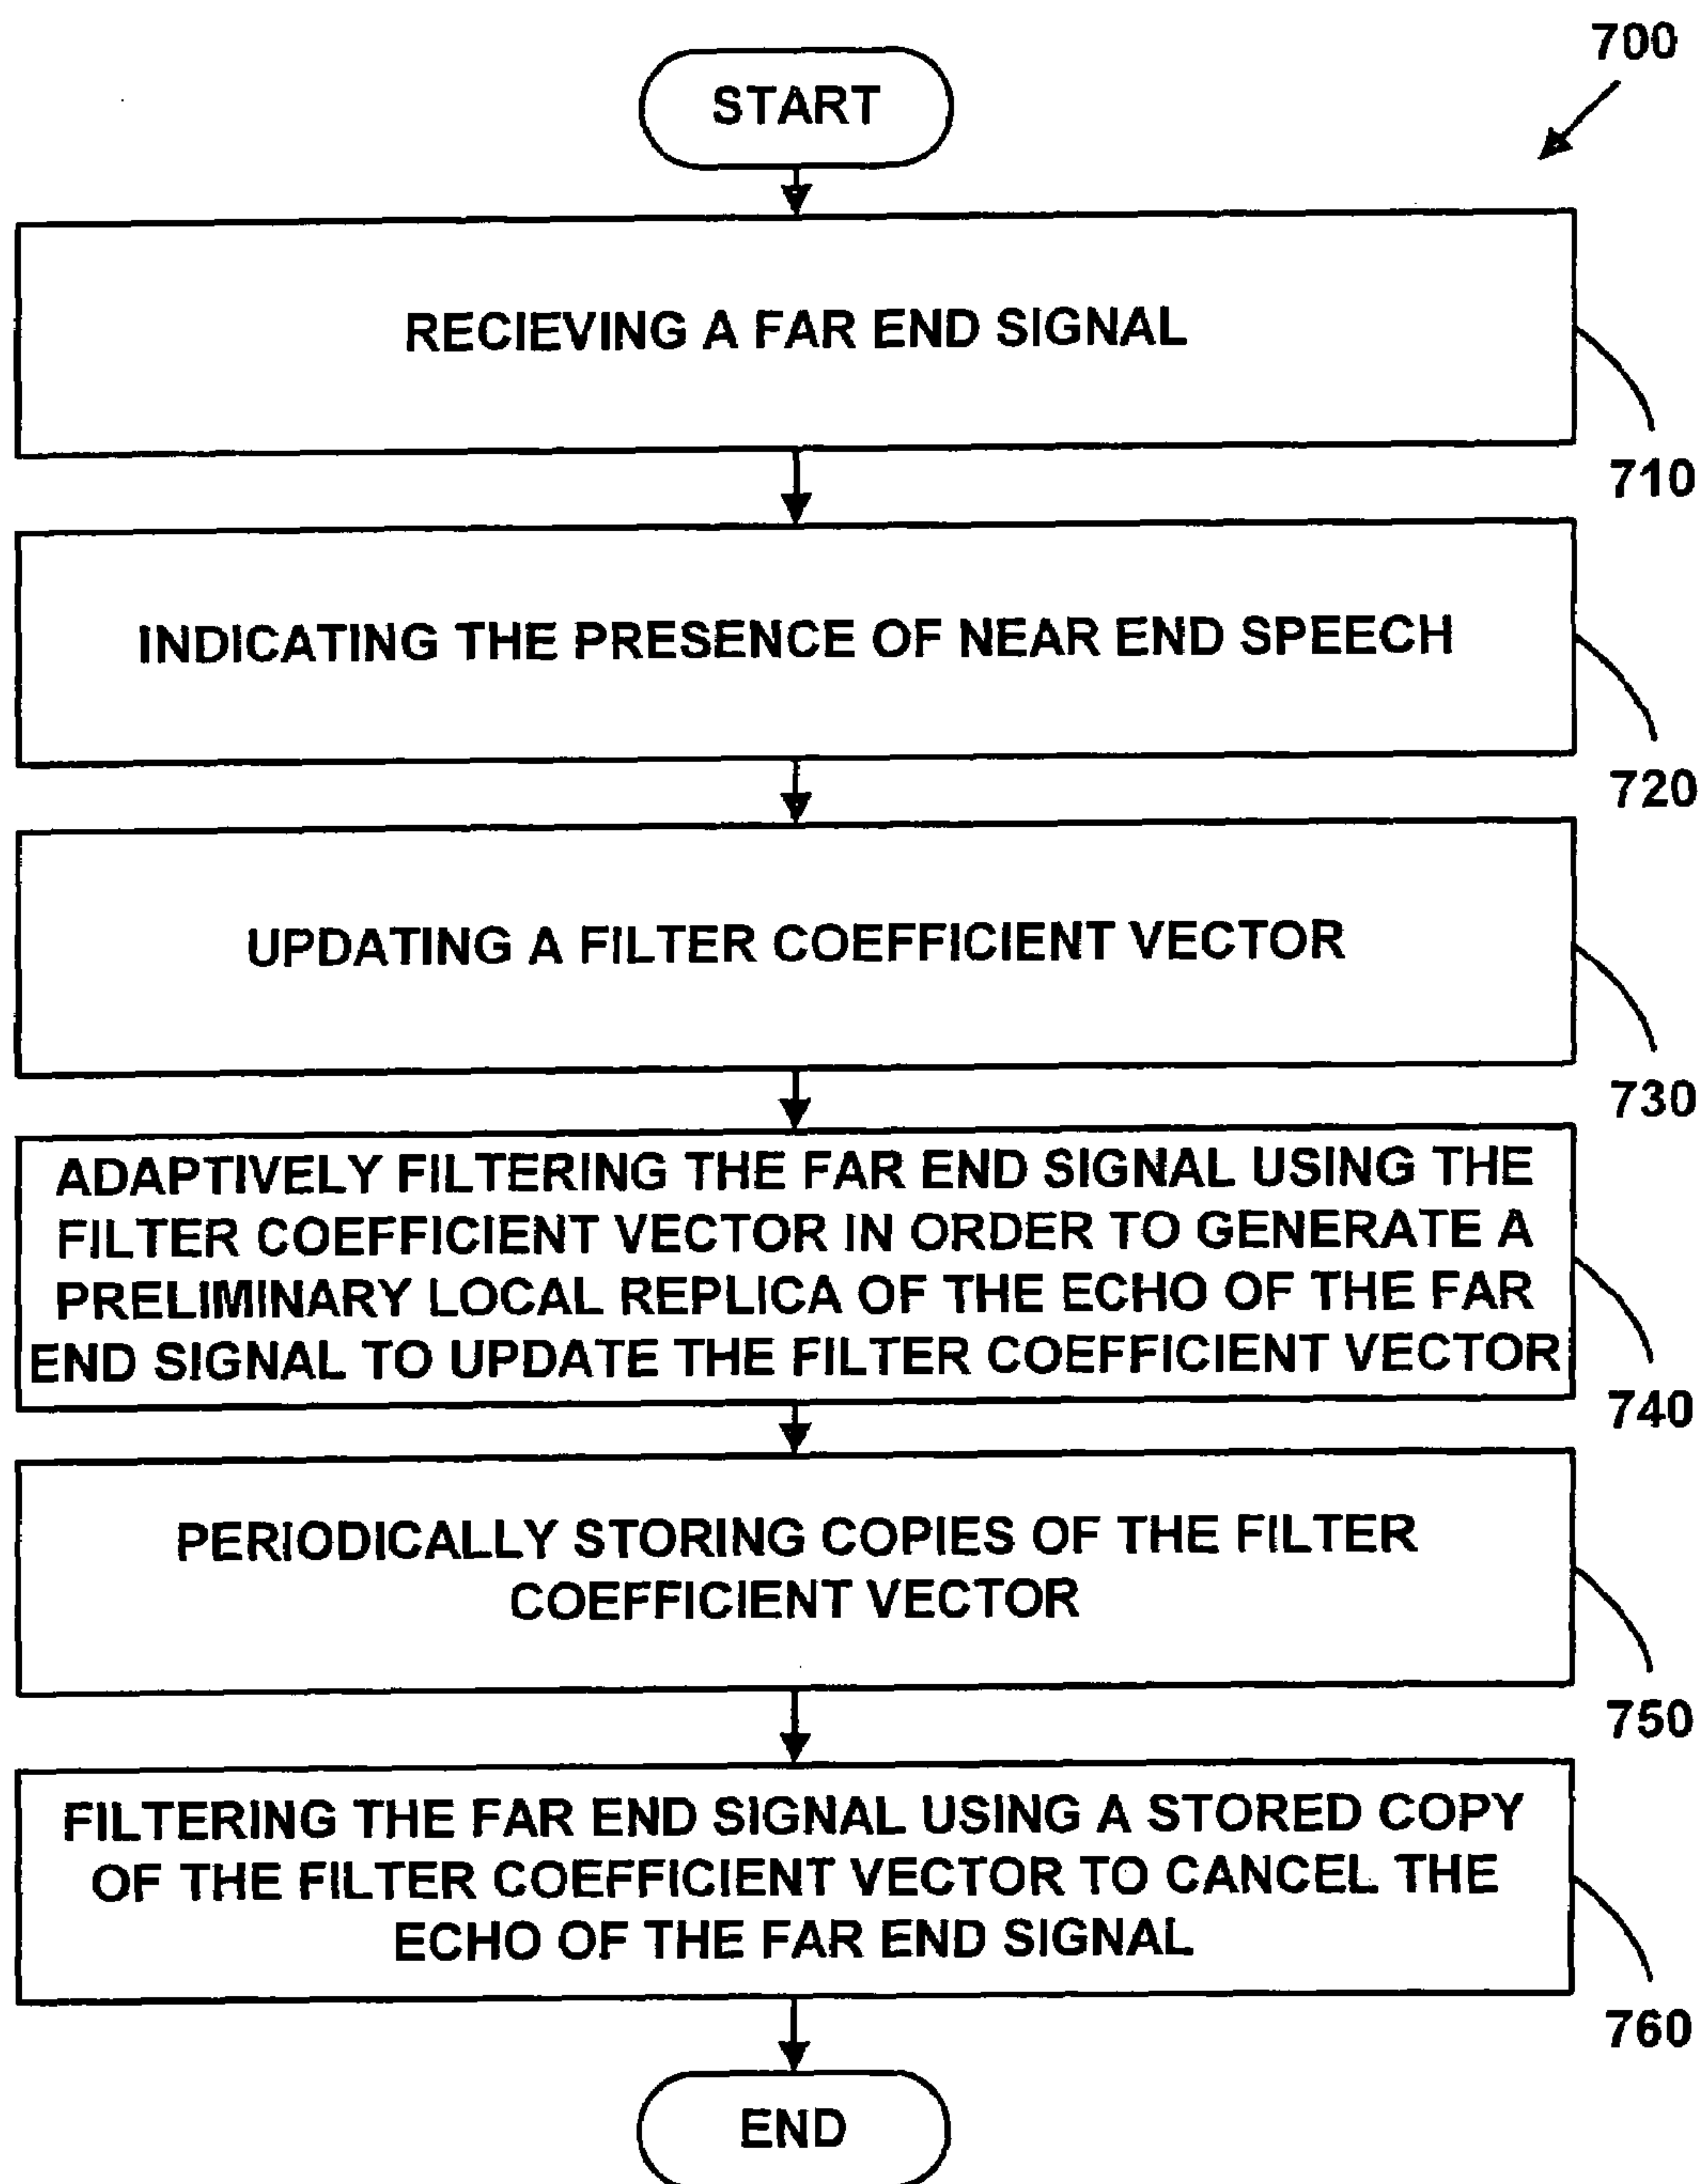 700
START
RECIEVING A FAR END SIGNAL
710
INDICATING THE PRESENCE OF NEAR END SPEECH
720
UPDATING A FILTER COEFFICIENT VECTOR
730
ADAPTIVELY FILTERING THE FAR END SIGNAL USING THE
FILTER COEFFICIENT VECTOR IN ORDER TO GENERATE A
PRELIMINARY LOCAL REPLICA OF THE ECHO OF THE FAR
END SIGNAL TO UPDATE THE FILTER COEFFICIENT VECTOR
740
PERIODICALLY STORING COPIES OF THE FILTER
COEFFICIENT VECTOR
750
FILTERING THE FAR END SIGNAL USING A STORED COPY
OF THE FILTER COEFFICIENT VECTOR TO CANCEL THE
ECHO OF THE FAR END SIGNAL
760
END